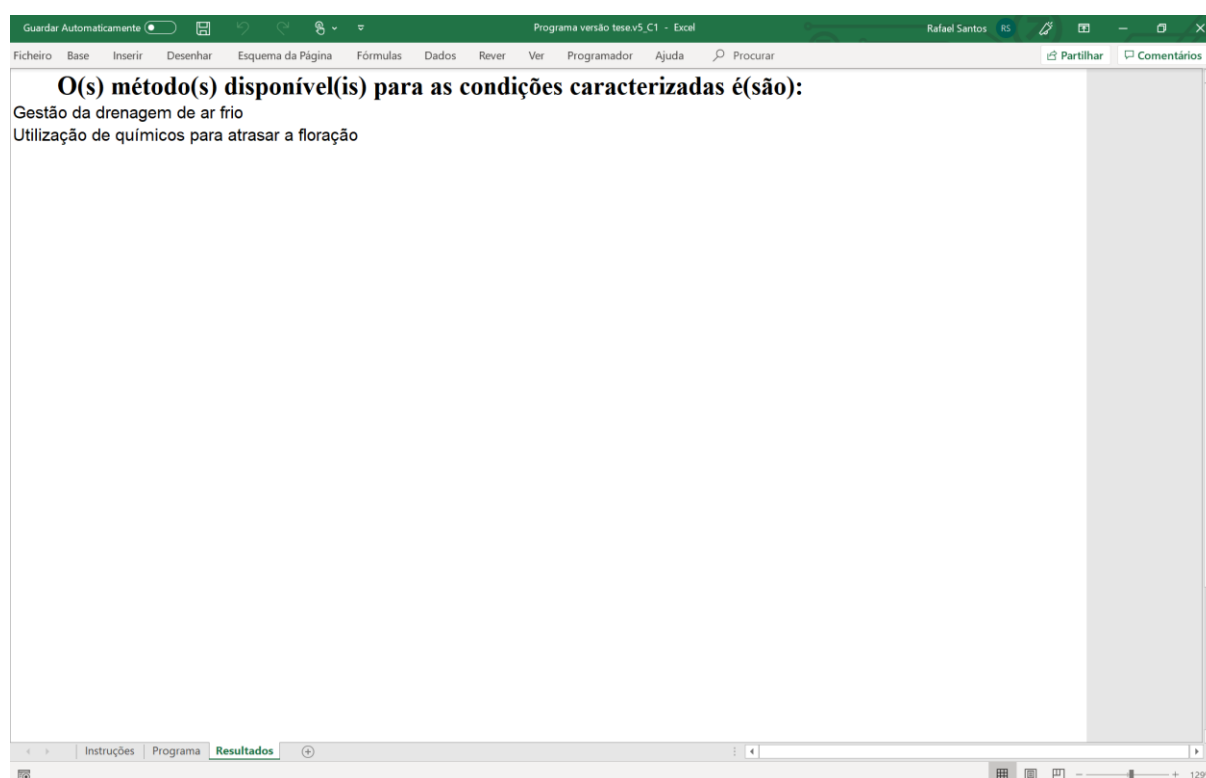 Guardar Automaticamente
Programa versão tese.v5_C1 - Excel
Rafael Santos RS
Ficheiro Base Inserir Desenhar Esquema da Página Fórmulas Dados Rever Ver Programador Ajuda Procurar Partilhar Comentários
O(s) método(s) disponível(is) para as condições caracterizadas é(são):
Gestão da drenagem de ar frio
Utilização de químicos para atrasar a floração
Instruções Programa Resultados
129